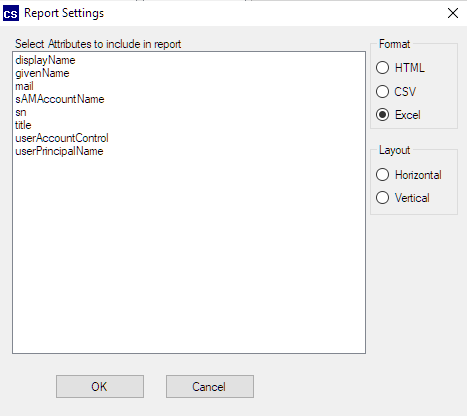 CS Report Settings
Select Attributes to include in report
displayName
givenName
mail
sAMAccountName
sn
title
userAccountControl
userPrincipalName
Format
HTML
CSV
Excel
Layout
Horizontal
Vertical
OK
Cancel